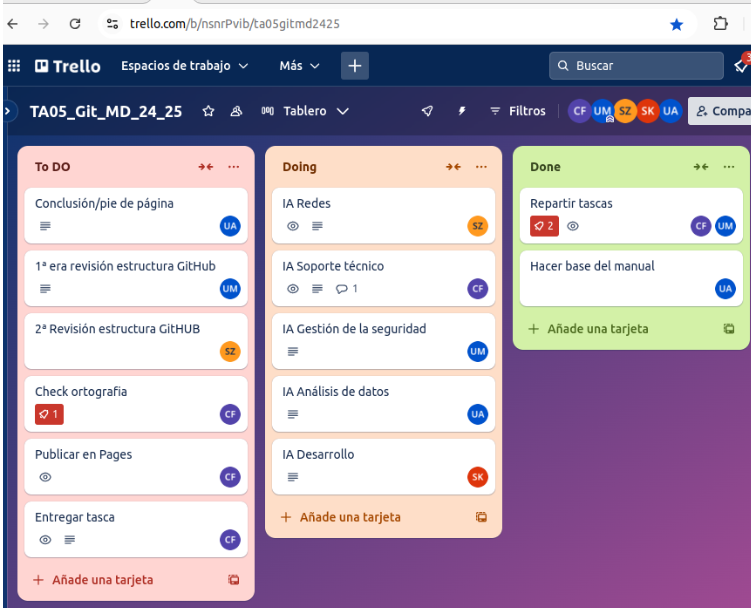 trello.com/b/nsnrPvib/ta05gitmd2425
Trello Espacios de trabajo Más + Buscar 3
TA05_Git_MD_24_25 Tablero Filtros CF UM SZ SK UA Compa
To DO
Conclusión/pie de página
UA
1ª era revisión estructura GitHub
UM
2ª Revisión estructura GitHUB
SZ
Check ortografia
1 CF
Publicar en Pages
CF
Entregar tasca
CF
+ Añade una tarjeta
Doing
IA Redes
SZ
IA Soporte técnico
1 CF
IA Gestión de la seguridad
UM
IA Análisis de datos
UA
IA Desarrollo
SK
+ Añade una tarjeta
Done
Repartir tascas
2 CF UM
Hacer base del manual
UA
+ Añade una tarjeta